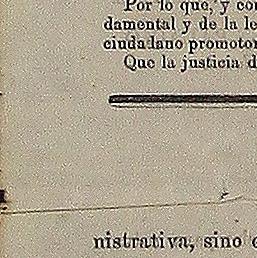 Por lo que, y con
damental y de la le
ciudadano promotor
Que la justicia d
nistrativa, sino